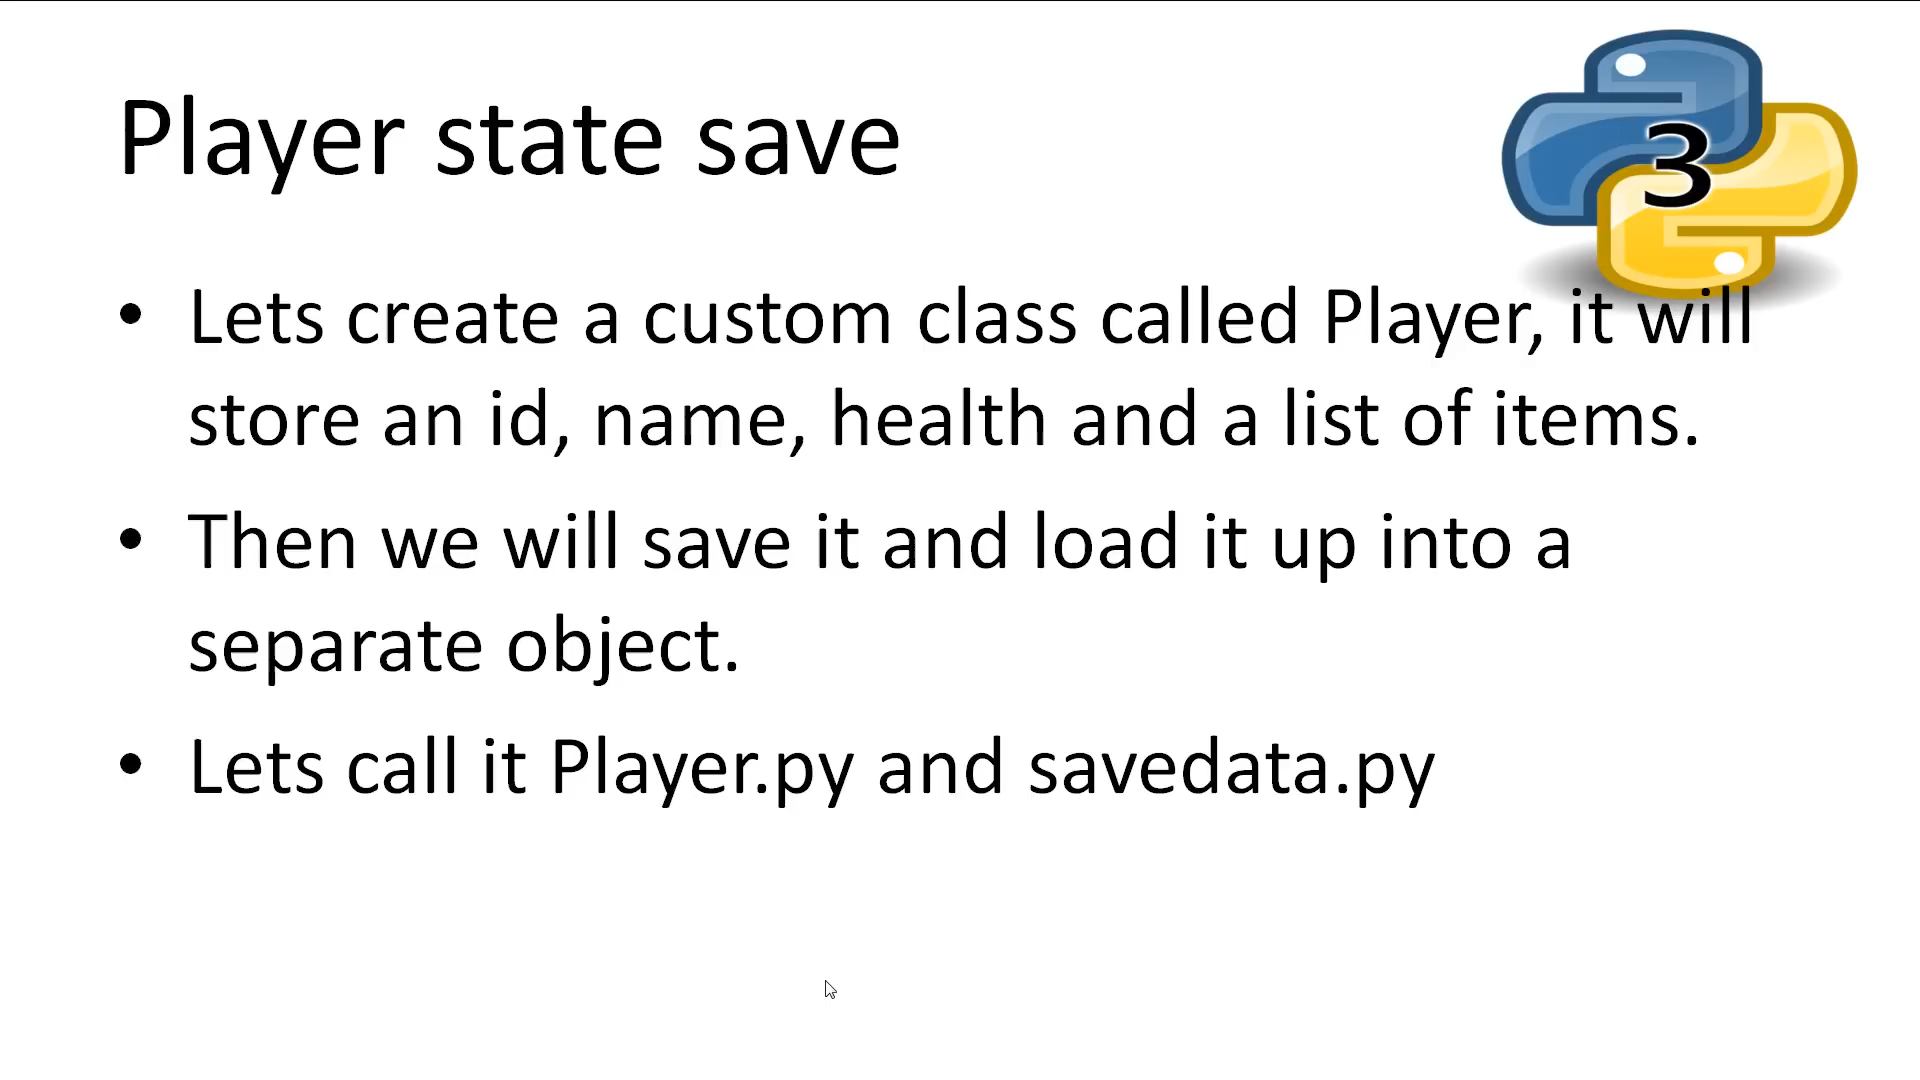 Player state save
3
• Lets create a custom class called Player, it will
store an id, name, health and a list of items.
• Then we will save it and load it up into a
separate object.
• Lets call it Player.py and savedata.py